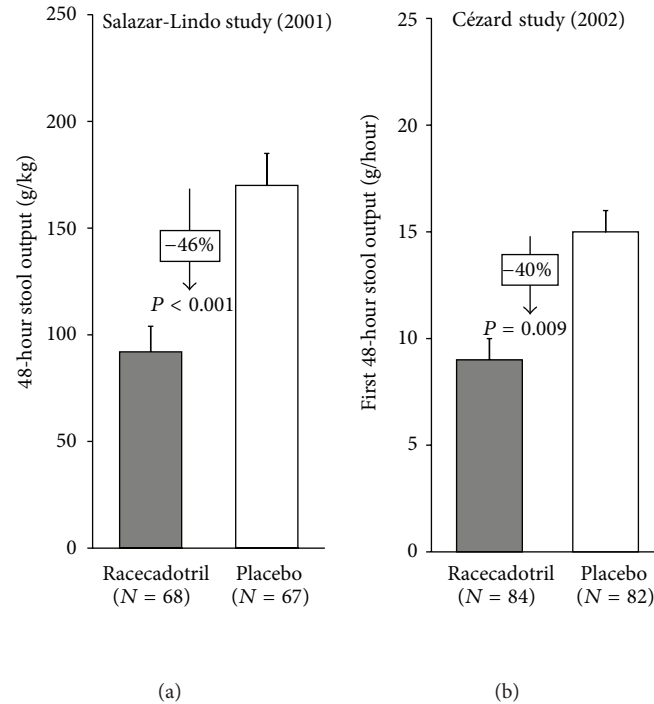 Salazar-Lindo study (2001)
48-hour stool output (g/kg)
250
200
150
100
50
0
−46%
P < 0.001
Racecadotril
(N = 68)
Placebo
(N = 67)
(a)
Cézard study (2002)
First 48-hour stool output (g/hour)
25
20
15
10
5
0
−40%
P = 0.009
Racecadotril
(N = 84)
Placebo
(N = 82)
(b)